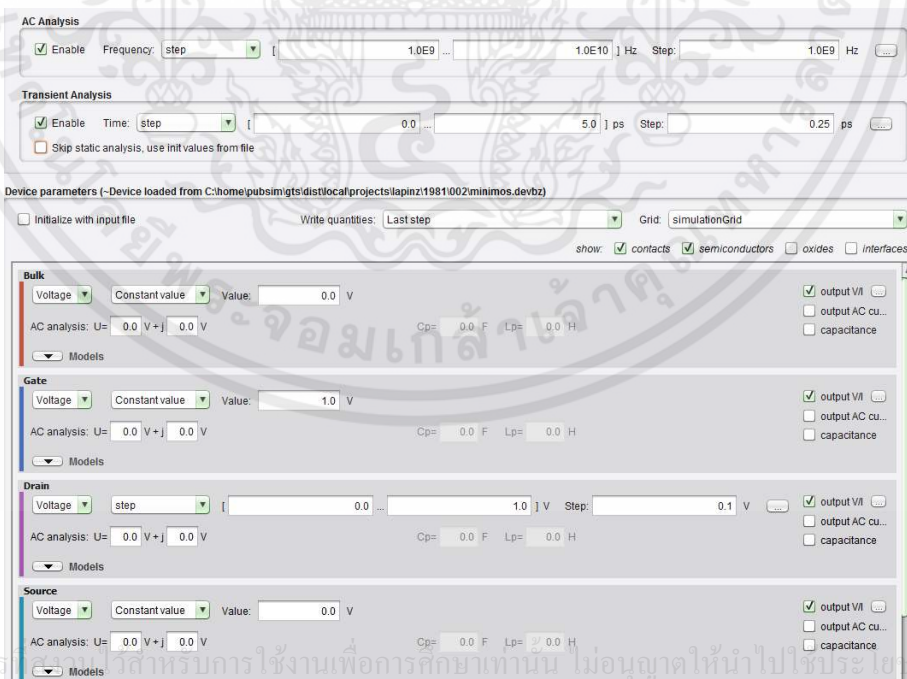 AC Analysis
Enable Frequency: step [ 1.0E9 ... 1.0E10 ] Hz Step: 1.0E9 Hz ...
Transient Analysis
Enable Time: step [ 0.0 ... 5.0 ] ps Step: 0.25 ps ...
Skip static analysis, use init values from file
Device parameters (~Device loaded from C:\home\pubsim\gts\dist\local\projects\lapinz\1981\002\minimos.devbz)
Initialize with input file Write quantities: Last step Grid: simulationGrid
show: contacts semiconductors oxides interfaces
Bulk
Voltage Constant value Value: 0.0 V output V/I ...
output AC cu...
AC analysis: U= 0.0 V + j 0.0 V Cp= 0.0 F Lp= 0.0 H capacitance
Models
Gate
Voltage Constant value Value: 1.0 V output V/I ...
output AC cu...
AC analysis: U= 0.0 V + j 0.0 V Cp= 0.0 F Lp= 0.0 H capacitance
Models
Drain
Voltage step [ 0.0 ... 1.0 ] V Step: 0.1 V ... output V/I ...
output AC cu...
AC analysis: U= 0.0 V + j 0.0 V Cp= 0.0 F Lp= 0.0 H capacitance
Models
Source
Voltage Constant value Value: 0.0 V output V/I ...
output AC cu...
AC analysis: U= 0.0 V + j 0.0 V Cp= 0.0 F Lp= 0.0 H capacitance
Models
สำหรับการใช้งานเพื่อการศึกษาเท่านั้น ไม่อนุญาตให้นำไปใช้ประโย